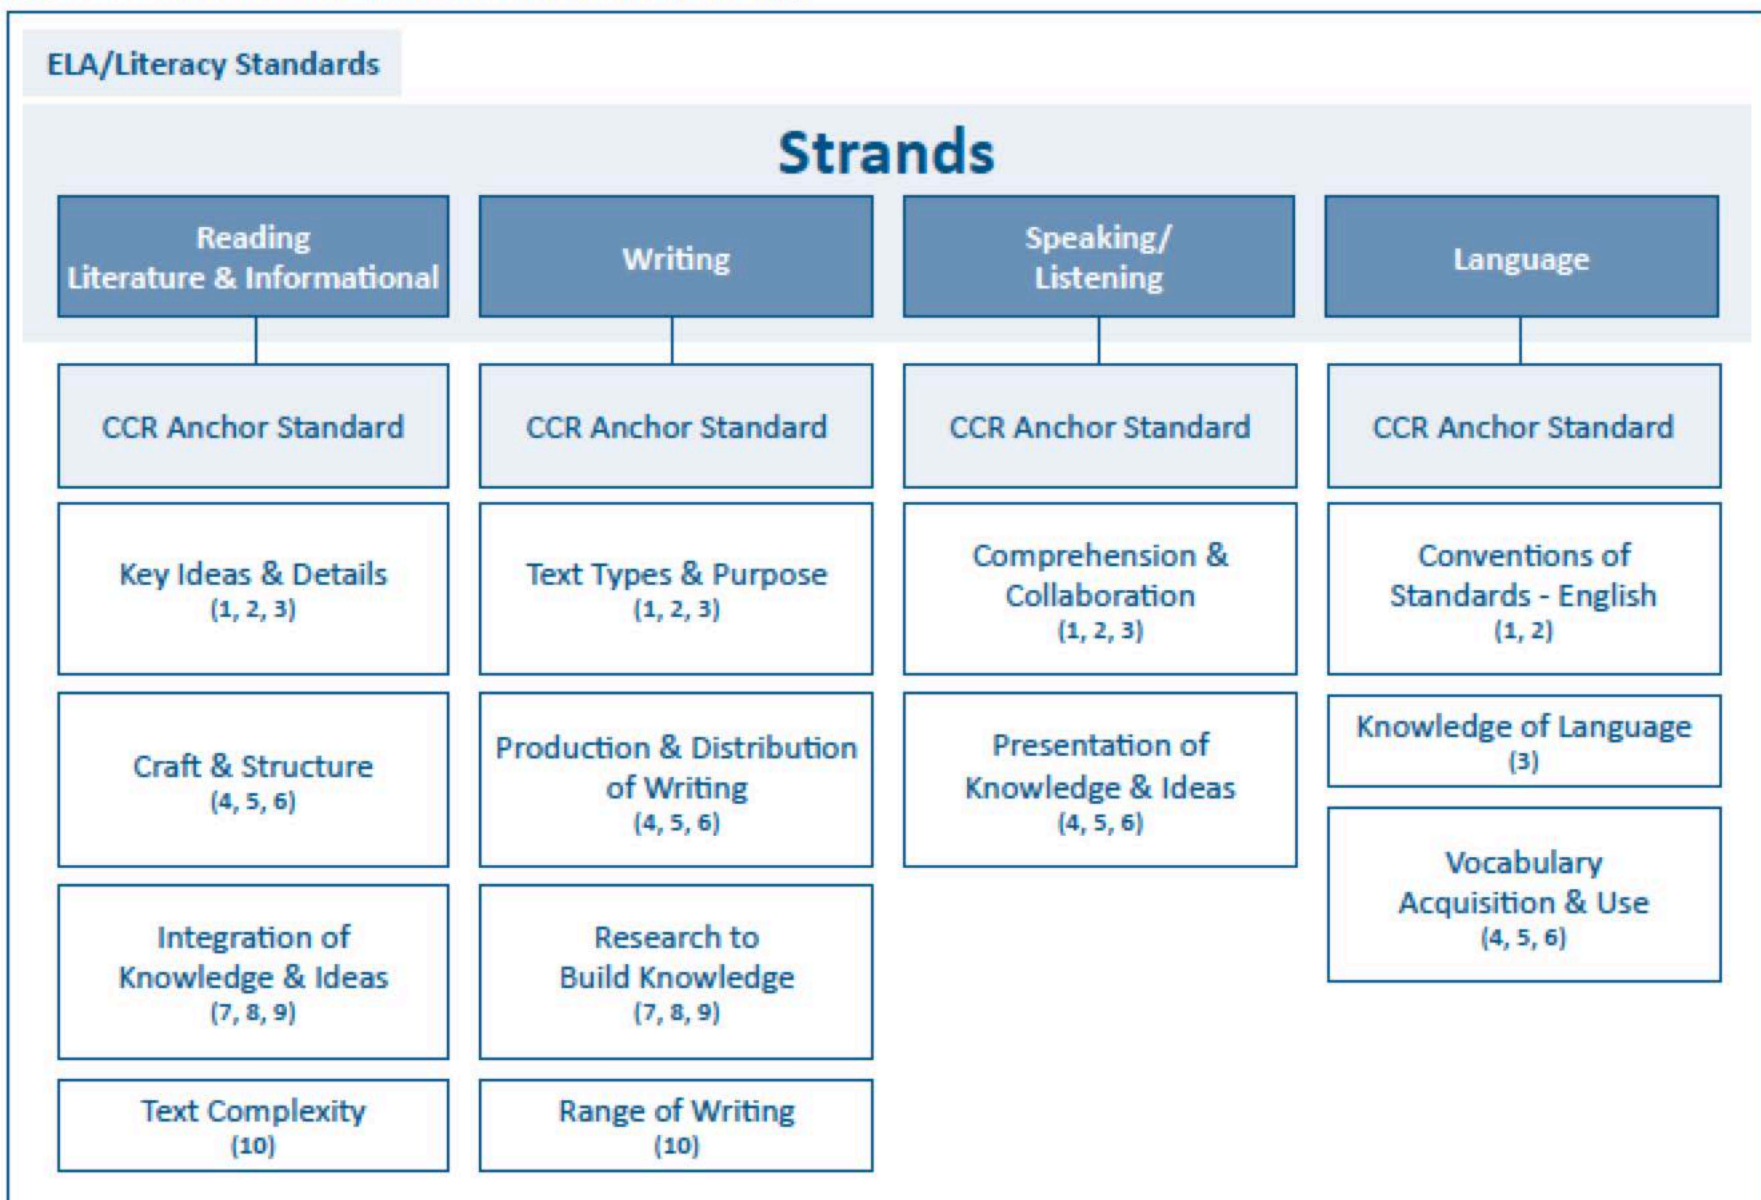 ELA/Literacy Standards
Strands
Reading
Literature & Informational
Writing
Speaking/
Listening
Language
CCR Anchor Standard
CCR Anchor Standard
CCR Anchor Standard
CCR Anchor Standard
Key Ideas & Details
(1, 2, 3)
Text Types & Purpose
(1, 2, 3)
Comprehension &
Collaboration
(1, 2, 3)
Conventions of
Standards - English
(1, 2)
Craft & Structure
(4, 5, 6)
Production & Distribution
of Writing
(4, 5, 6)
Presentation of
Knowledge & Ideas
(4, 5, 6)
Knowledge of Language
(3)
Vocabulary
Acquisition & Use
(4, 5, 6)
Integration of
Knowledge & Ideas
(7, 8, 9)
Research to
Build Knowledge
(7, 8, 9)
Text Complexity
(10)
Range of Writing
(10)